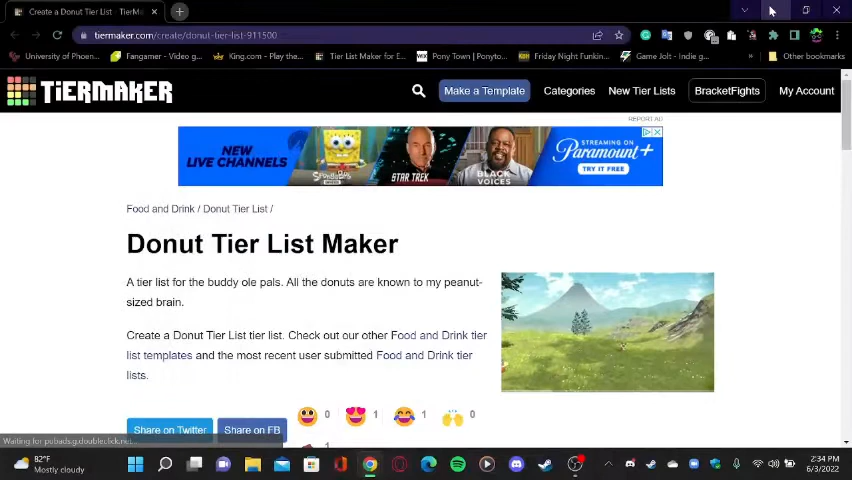 Create a Donut Tier List - TierMa
tiermaker.com/create/donut-tier-list-911500
University of Phoen... Fangamer - Video g... King.com - Play the... Tier List Maker for E... Pony Town | Ponyto... Friday Night Funkin... Game Jolt - Indie g... Other bookmarks
TiERMAKER Make a Template Categories New Tier Lists BracketFights My Account
REPORT AD
NEW LIVE CHANNELS SpongeBob STAR TREK BLACK VOICES STREAMING ON Paramount+ TRY IT FREE
Food and Drink / Donut Tier List /
Donut Tier List Maker
A tier list for the buddy ole pals. All the donuts are known to my peanut-
sized brain.
Create a Donut Tier List tier list. Check out our other Food and Drink tier
list templates and the most recent user submitted Food and Drink tier
lists.
Share on Twitter Share on FB 0 1 1 0
1
Waiting for pubads.g.doubleclick.net...
82°F
Mostly cloudy
2:34 PM
6/3/2022